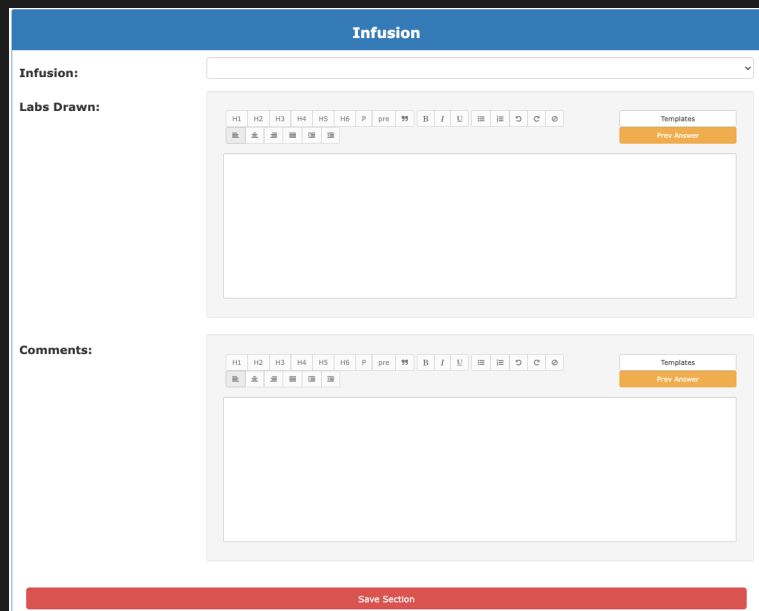 Infusion
Infusion:
Labs Drawn:
H1 H2 H3 H4 H5 H6 P pre ❞ B I U
Templates
Prev Answer
Comments:
H1 H2 H3 H4 H5 H6 P pre ❞ B I U
Templates
Prev Answer
Save Section